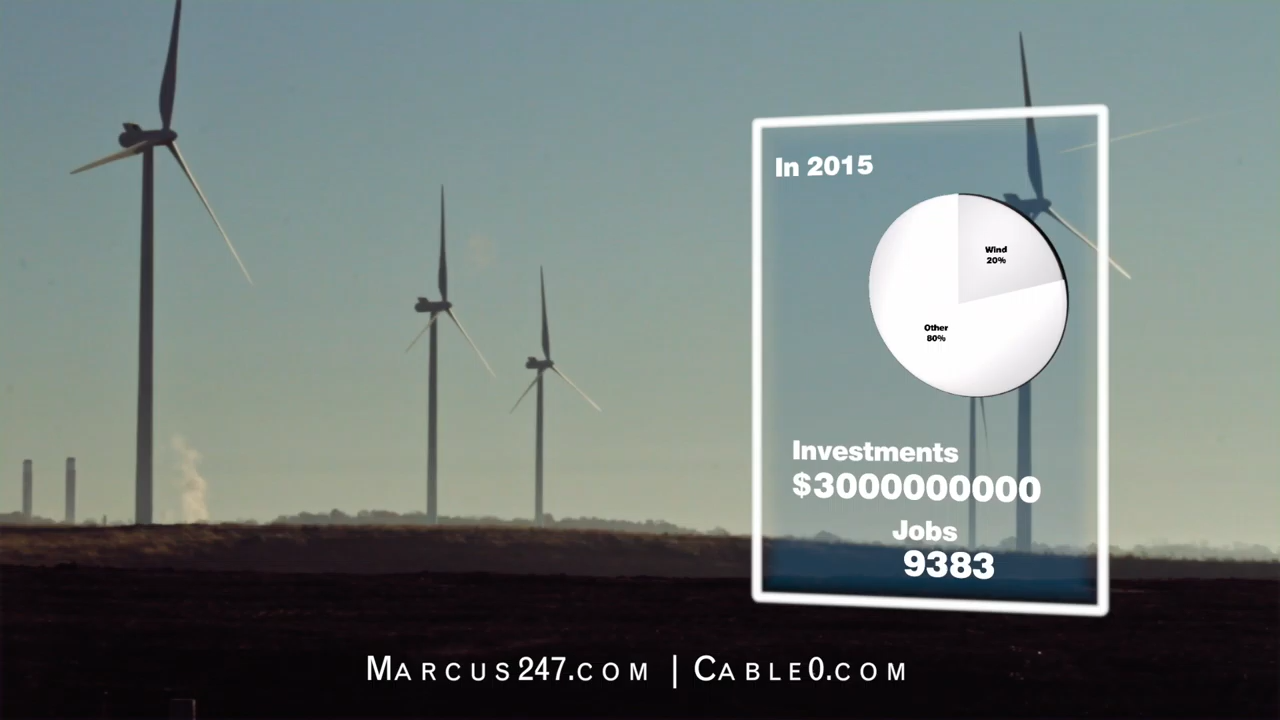 In 2015
Wind
20%
Other
80%
Investments
$3000000000
Jobs
9383
Marcus247.com | Cable0.com